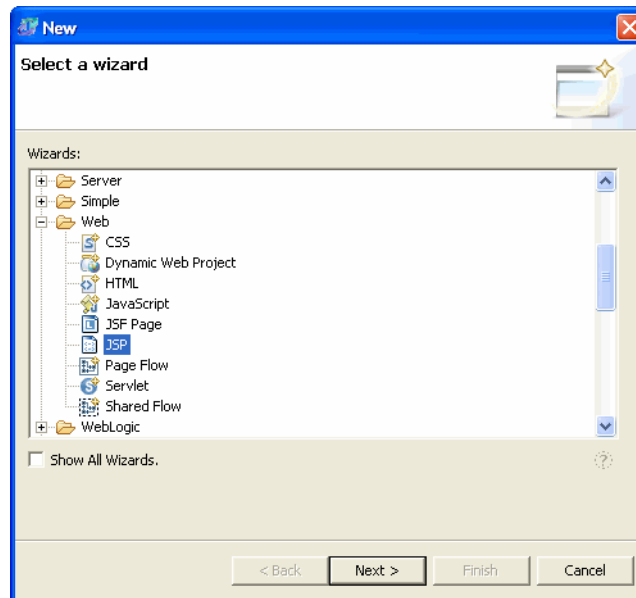 New
Select a wizard
Wizards:
Server
Simple
Web
CSS
Dynamic Web Project
HTML
JavaScript
JSF Page
JSP
Page Flow
Servlet
Shared Flow
WebLogic
Show All Wizards.
< Back Next > Finish Cancel